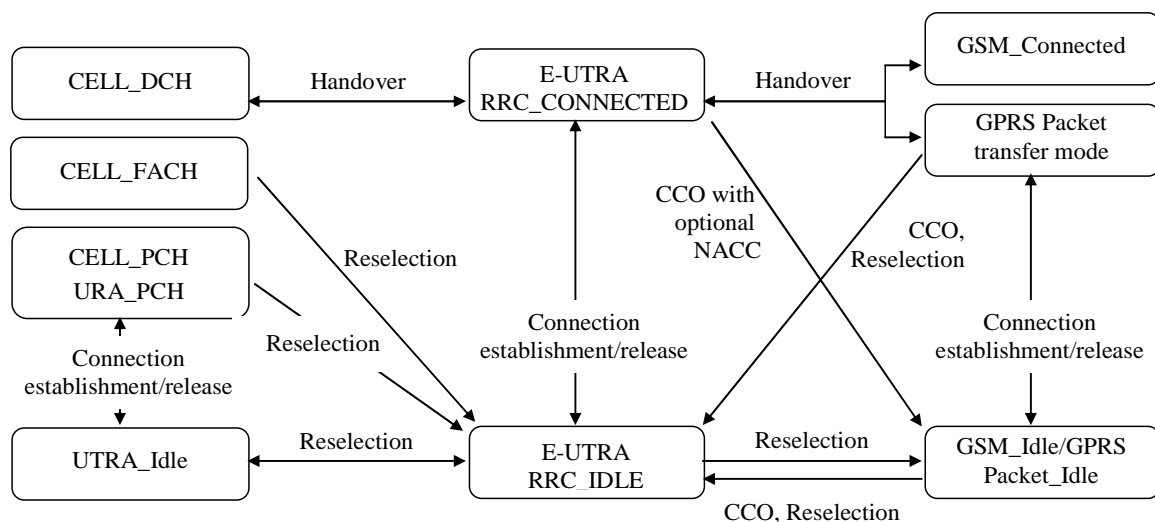 GSM_Connected
CELL_DCH
Handover
E-UTRA
RRC_CONNECTED
Handover
GPRS Packet
transfer mode
CELL_FACH
CCO with
optional
NACC
CCO,
Reselection
CELL_PCH
URA_PCH
Reselection
Reselection
Connection
establishment/release
Connection
establishment/release
Connection
establishment/release
UTRA_Idle
Reselection
E-UTRA
RRC_IDLE
Reselection
GSM_Idle/GPRS
Packet_Idle
CCO, Reselection